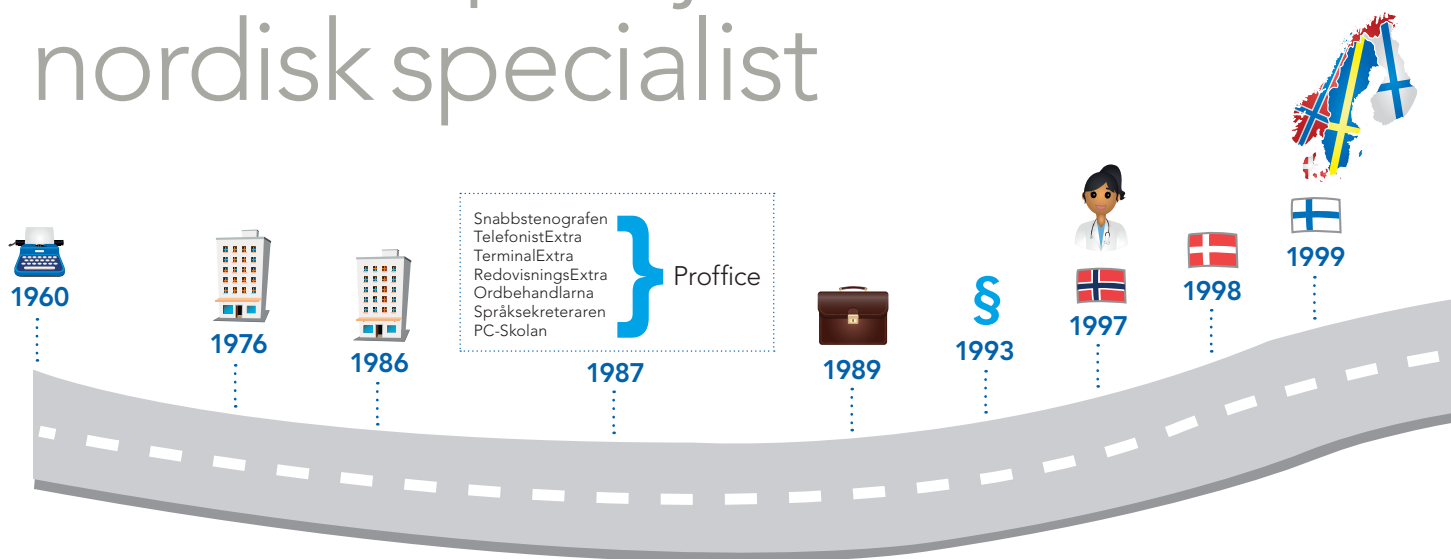 nordisk specialist
1960
1976
1986
Snabbstenografen
TelefonistExtra
TerminalExtra
RedovisningsExtra
Ordbehandlarna
Språksekreteraren
PC-Skolan
} Proffice
1987
1989
§
1993
1997
1998
1999